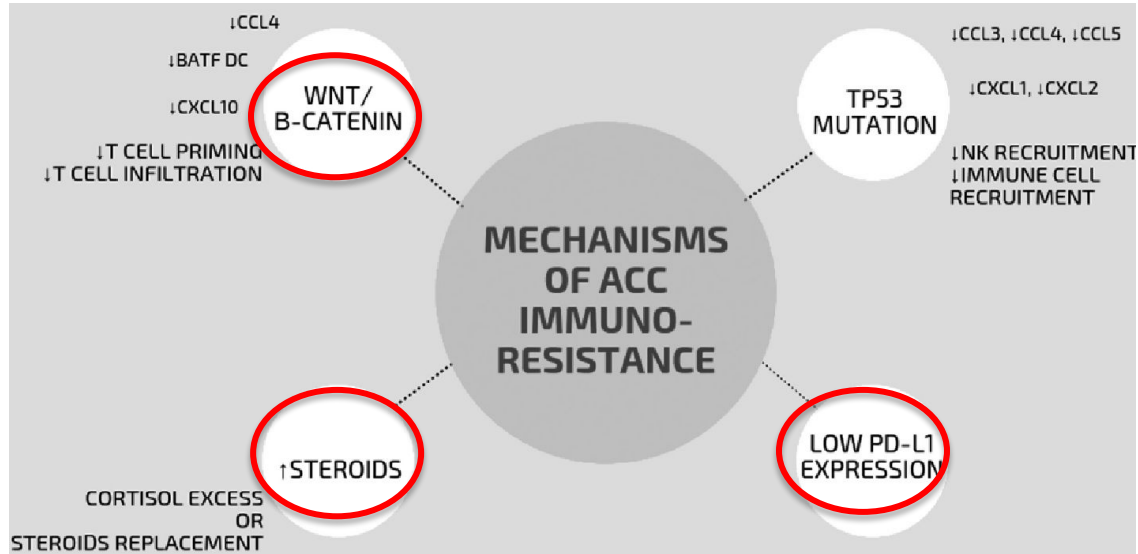 ↓CCL4
↓BATF DC
↓CXCL10
↓T CELL PRIMING
↓T CELL INFILTRATION
WNT/
B-CATENIN
TP53
MUTATION
↓CCL3, ↓CCL4, ↓CCL5
↓CXCL1, ↓CXCL2
↓NK RECRUITMENT
↓IMMUNE CELL
RECRUITMENT
MECHANISMS
OF ACC
IMMUNO-
RESISTANCE
↑STEROIDS
CORTISOL EXCESS
OR
STEROIDS REPLACEMENT
LOW PD-L1
EXPRESSION